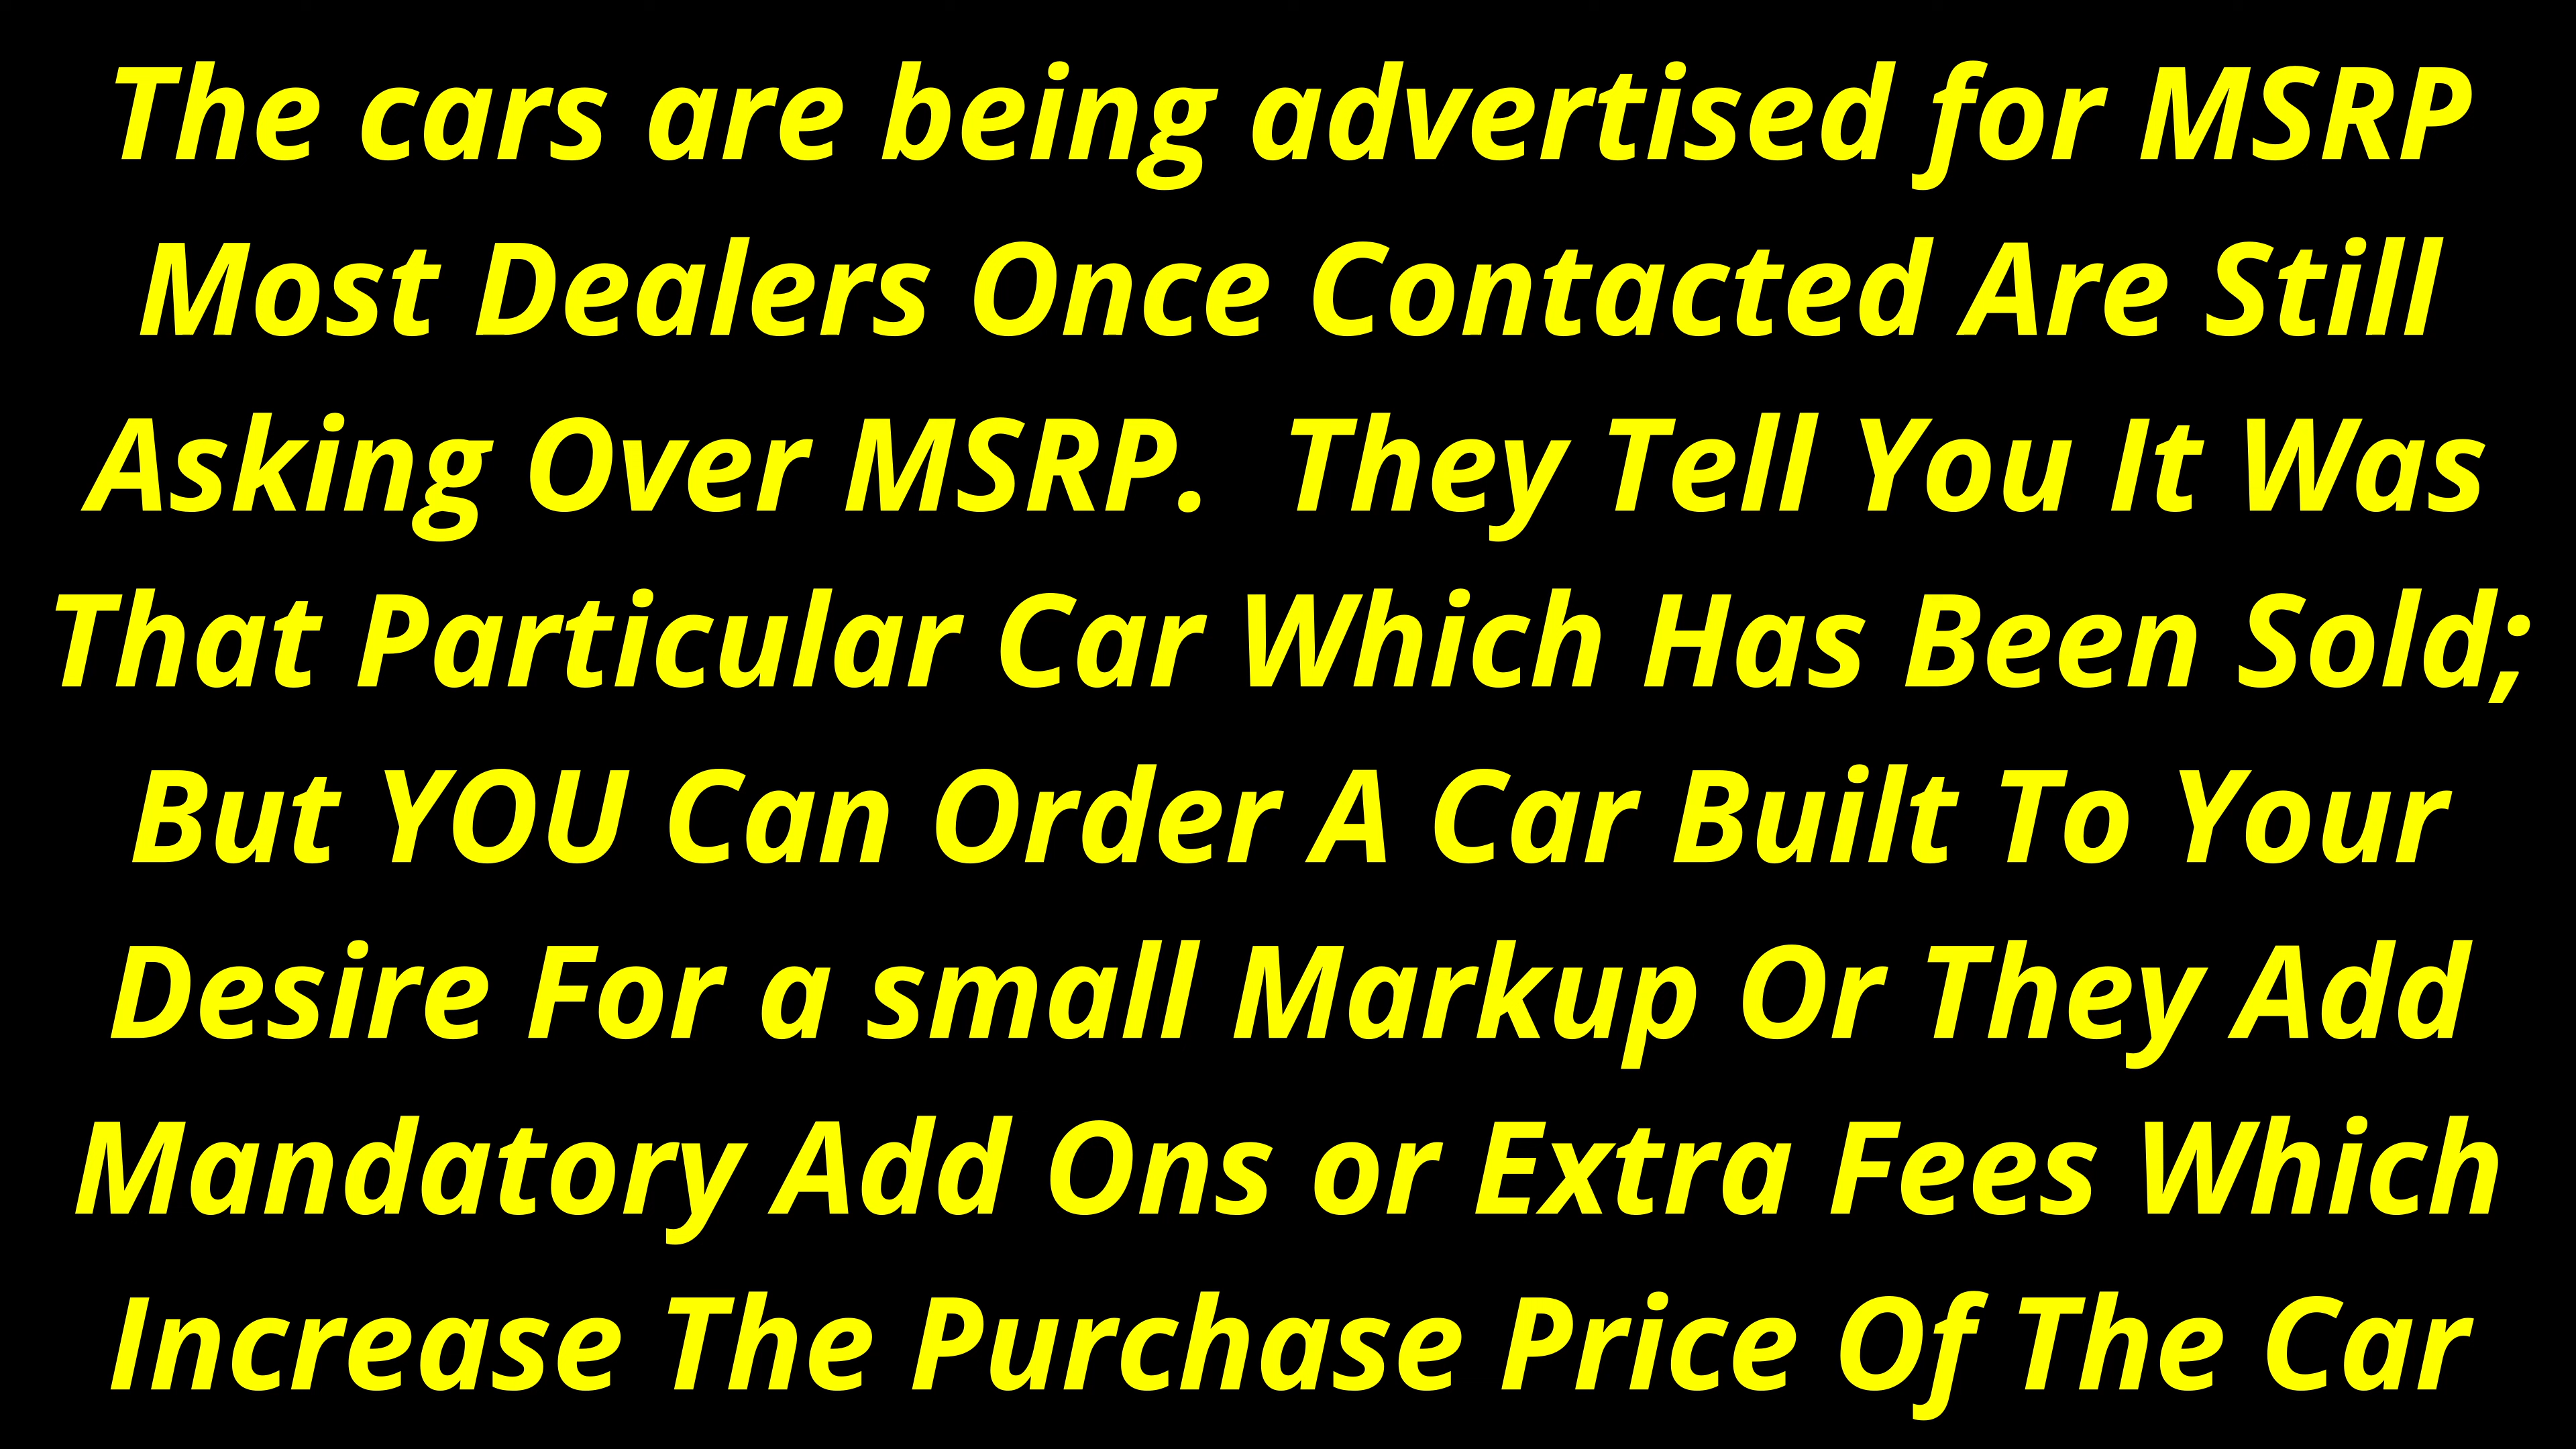 The cars are being advertised for MSRP
Most Dealers Once Contacted Are Still
Asking Over MSRP.  They Tell You It Was
That Particular Car Which Has Been Sold;
But YOU Can Order A Car Built To Your
Desire For a small Markup Or They Add
Mandatory Add Ons or Extra Fees Which
Increase The Purchase Price Of The Car